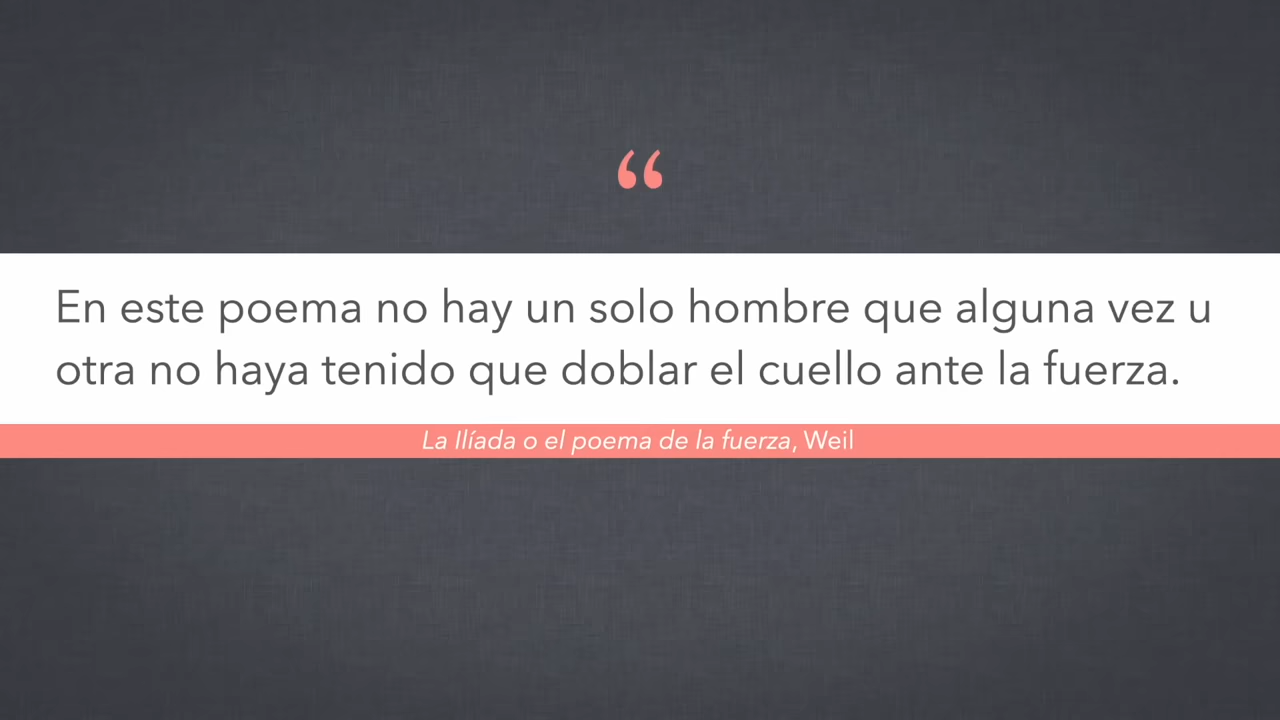 “
En este poema no hay un solo hombre que alguna vez u
otra no haya tenido que doblar el cuello ante la fuerza.
La Ilíada o el poema de la fuerza, Weil